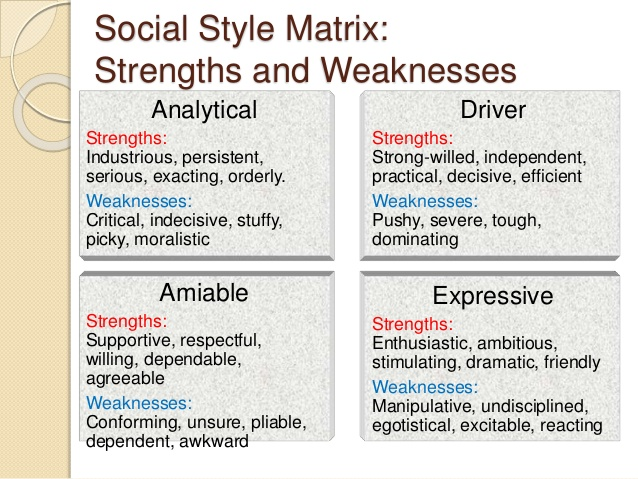 Social Style Matrix:
Strengths and Weaknesses
Analytical
Strengths:
Industrious, persistent,
serious, exacting, orderly.
Weaknesses:
Critical, indecisive, stuffy,
picky, moralistic
Driver
Strengths:
Strong-willed, independent,
practical, decisive, efficient
Weaknesses:
Pushy, severe, tough,
dominating
Amiable
Strengths:
Supportive, respectful,
willing, dependable,
agreeable
Weaknesses:
Conforming, unsure, pliable,
dependent, awkward
Expressive
Strengths:
Enthusiastic, ambitious,
stimulating, dramatic, friendly
Weaknesses:
Manipulative, undisciplined,
egotistical, excitable, reacting